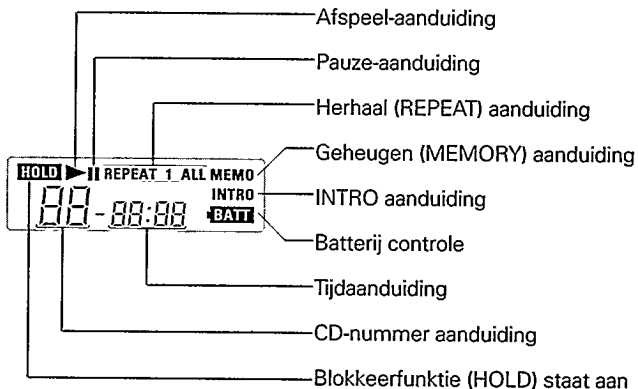 Afspeel-aanduiding
Pauze-aanduiding
Herhaal (REPEAT) aanduiding
Geheugen (MEMORY) aanduiding
HOLD REPEAT 1 ALL MEMO
INTRO
INTRO aanduiding
88-88:88 BATT
Batterij controle
Tijdaanduiding
CD-nummer aanduiding
Blokkeerfunktie (HOLD) staat aan